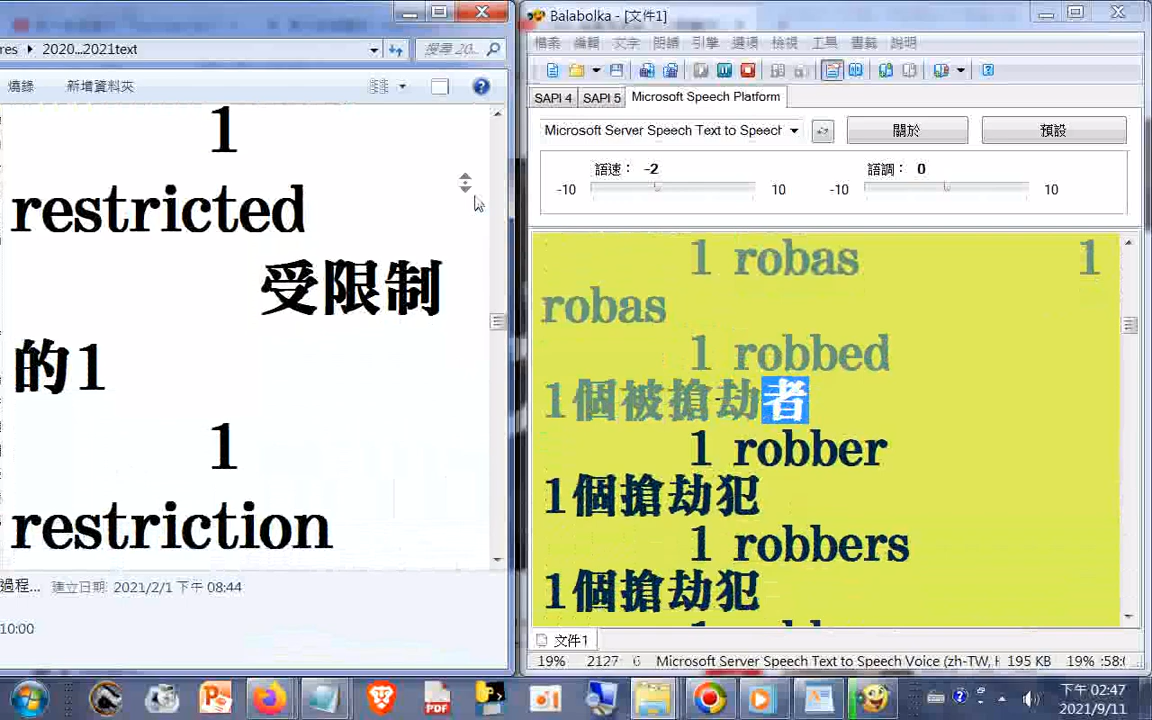 res ▸ 2020...2021text
搜尋 20...
燒錄 新增資料夾
1
restricted
受限制
的1
1
restriction
過程... 建立日期: 2021/2/1 下午 08:44
10:00
Balabolka - [文件1]
檔案 編輯 文字 朗讀 引擎 選項 檢視 工具 書籤 說明
SAPI 4 SAPI 5 Microsoft Speech Platform
Microsoft Server Speech Text to Speech
關於 預設
語速： -2 語調： 0
-10 10 -10 10
1 robas 1
robas
1 robbed
1個被搶劫者
1 robber
1個搶劫犯
1 robbers
1個搶劫犯
文件1
19% 2127 Microsoft Server Speech Text to Speech Voice (zh-TW, 195 KB 19%
PDF
下午 02:47
2021/9/11